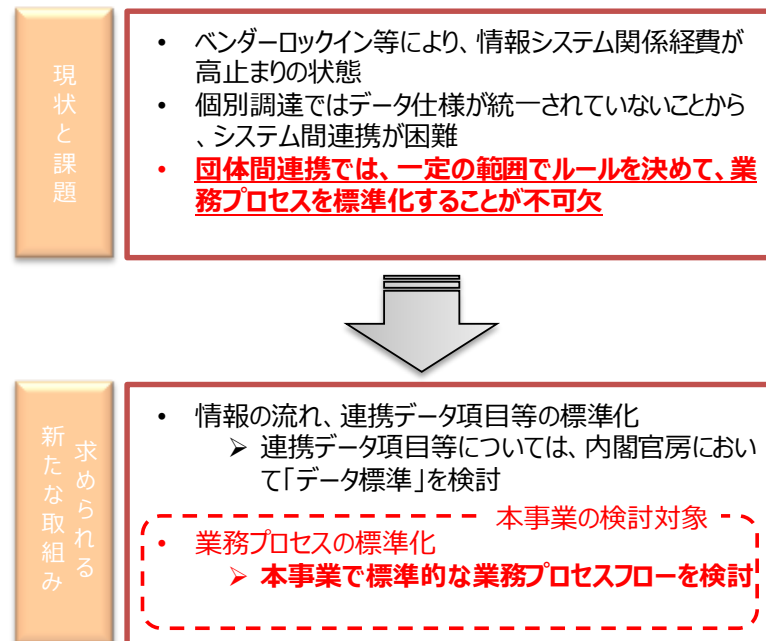 現状と課題
• ベンダーロックイン等により、情報システム関係経費が
高止まりの状態
• 個別調達ではデータ仕様が統一されていないことから
、システム間連携が困難
• 団体間連携では、一定の範囲でルールを決めて、業
務プロセスを標準化することが不可欠
求められる
新たな取組み
• 情報の流れ、連携データ項目等の標準化
➢ 連携データ項目等については、内閣官房におい
て「データ標準」を検討
本事業の検討対象
• 業務プロセスの標準化
➢ 本事業で標準的な業務プロセスフローを検討